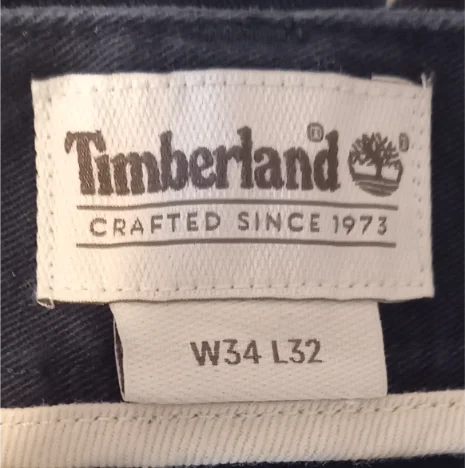 Timberland®
CRAFTED SINCE 1973
W34 L32